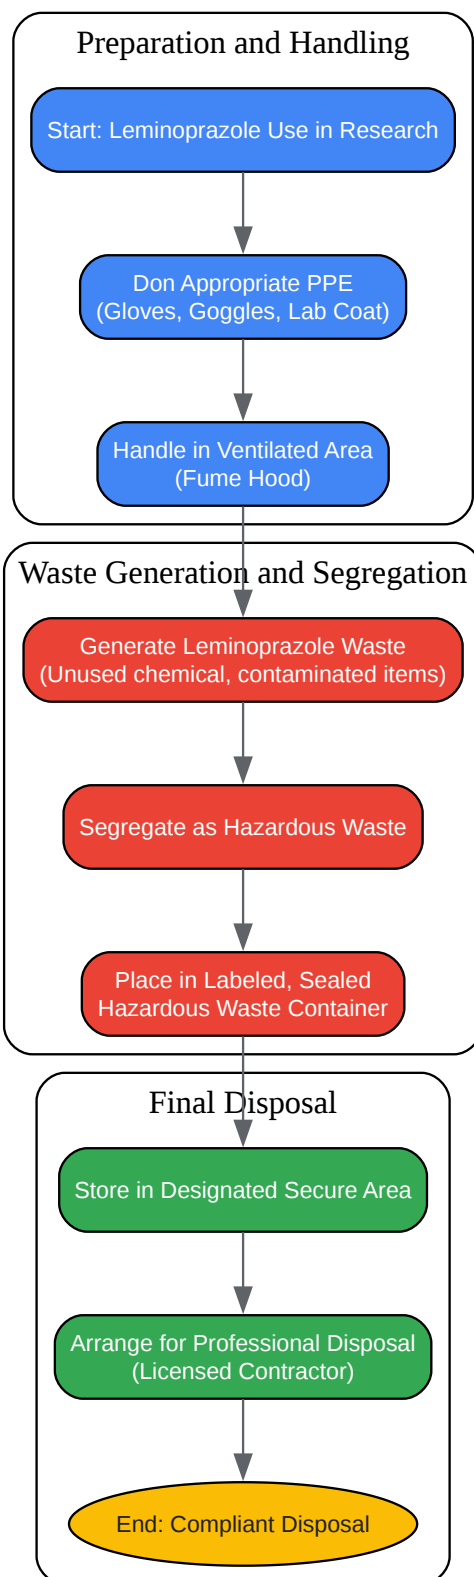 Preparation and Handling
Start: Leminoprazole Use in Research
Don Appropriate PPE
(Gloves, Goggles, Lab Coat)
Handle in Ventilated Area
(Fume Hood)
Waste Generation and Segregation
Generate Leminoprazole Waste
(Unused chemical, contaminated items)
Segregate as Hazardous Waste
Place in Labeled, Sealed
Hazardous Waste Container
Final Disposal
Store in Designated Secure Area
Arrange for Professional Disposal
(Licensed Contractor)
End: Compliant Disposal